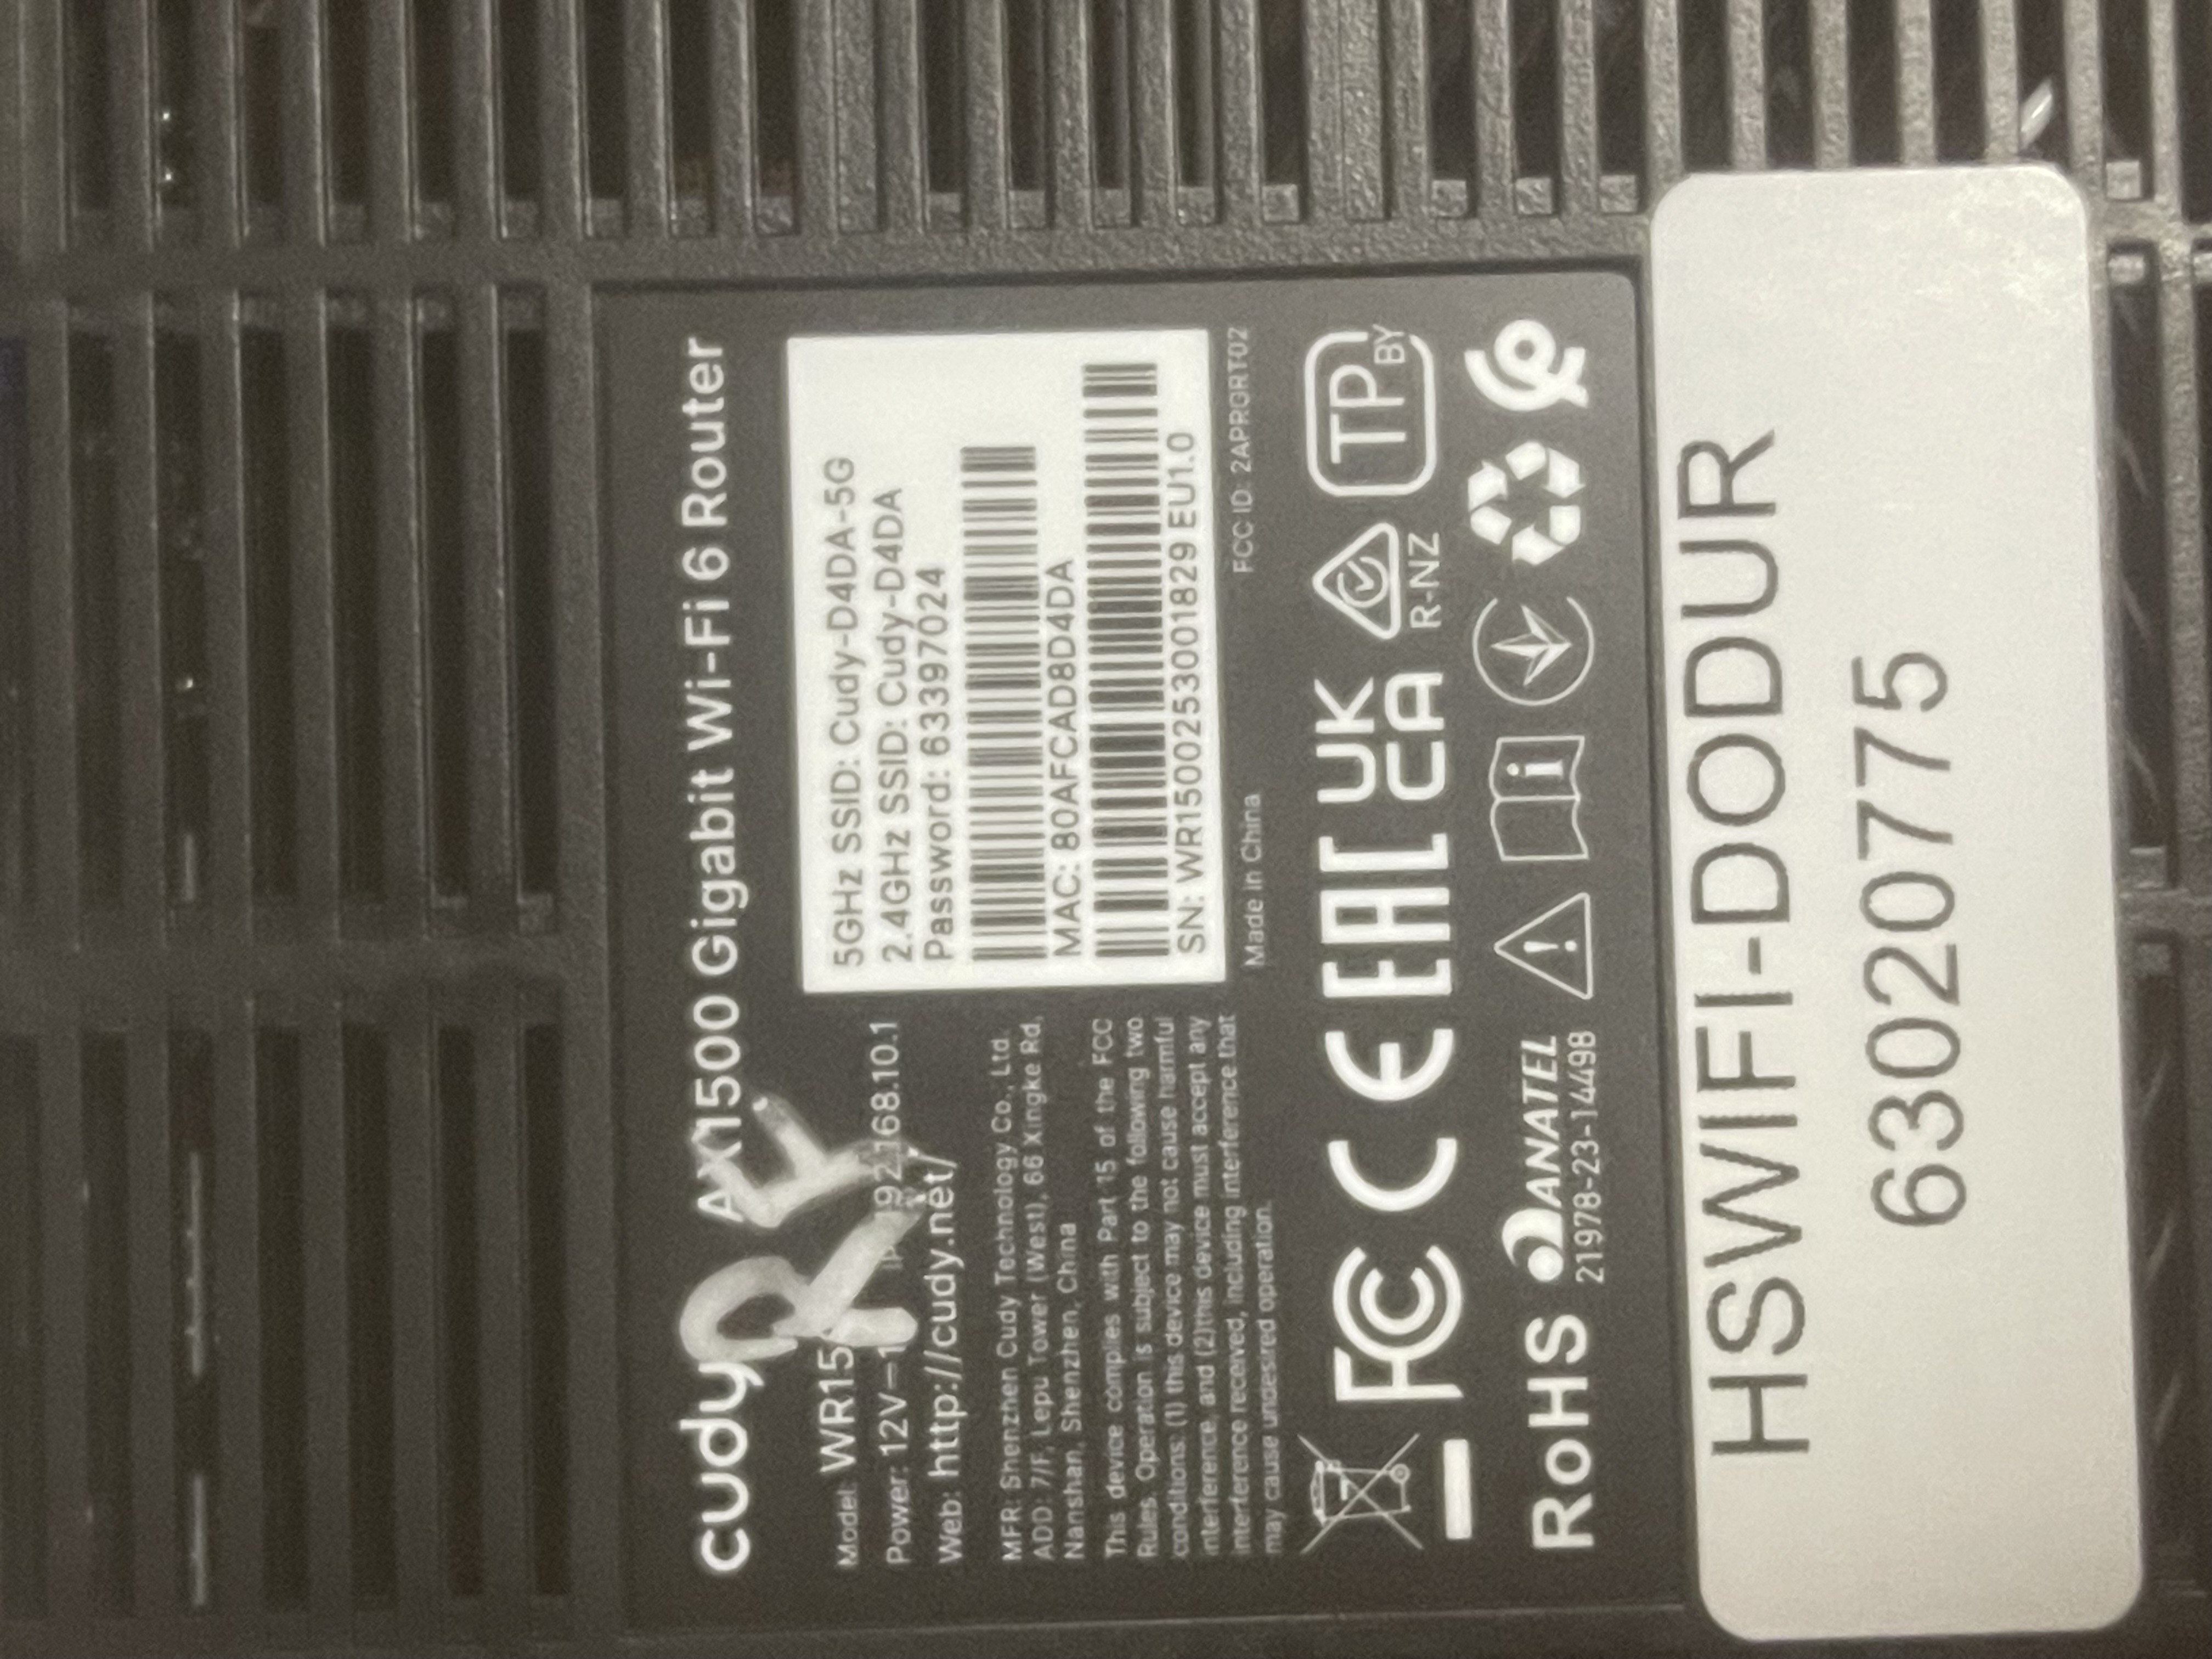 cudy AX1500 Gigabit Wi-Fi 6 Router
R4
Model: WR15
Power: 12V
192.168.10.1
Web: http://cudy.net/
MFR: Shenzhen Cudy Technology Co., Ltd.
ADD: 7/F, Lepu Tower (West), 66 Xingke Rd,
Nanshan, Shenzhen, China
This device complies with Part 15 of the FCC
Rules. Operation is subject to the following two
conditions: (1) this device may not cause harmful
interference, and (2)this device must accept any
interference received, including interference that
may cause undesired operation.
5GHz SSID: Cudy-D4DA-5G
2.4GHz SSID: Cudy-D4DA
Password: 63397024
MAC: 80AFCAD8D4DA
SN: WR1500253001829 EU1.0
Made in China
FCC ID: 2APRGRT02
FC CE EAC UK CA R-NZ TP BY
RoHS ANATEL
21978-23-14498
HSWIFI-DODUR
63020775